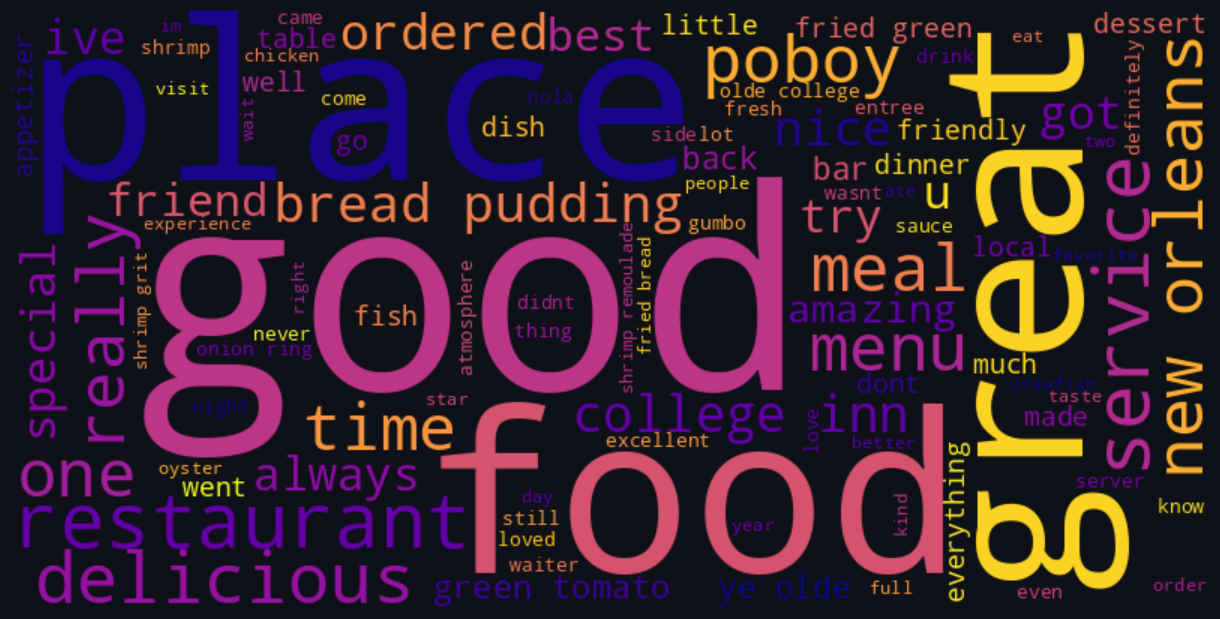 came
im
table
ordered
best
little
fried green
dessert
ive
shrimp
chicken
poboy
drink
eat
appetizer
place
well
visit
come
nola
olde college
fresh
entree
got
definitely
great
new orleans
wait
go
dish
sidelot
nice
friendly
two
back
bar
dinner
people
wasnt
ate
u
friend
bread pudding
experience
gumbo
try
sauce
service
special
really
good
local
favorite
shrimp grit
right
atmosphere
shrimp remoulade
fried bread
meal
fish
didnt
thing
amazing
never
onion ring
menu
much
night
star
dont
crawfish
taste
time
college inn
love
made
excellent
better
food
one
oyster
went
always
everything
server
restaurant
day
still
loved
year
kind
know
waiter
delicious
green tomato
ye olde
full
even
order